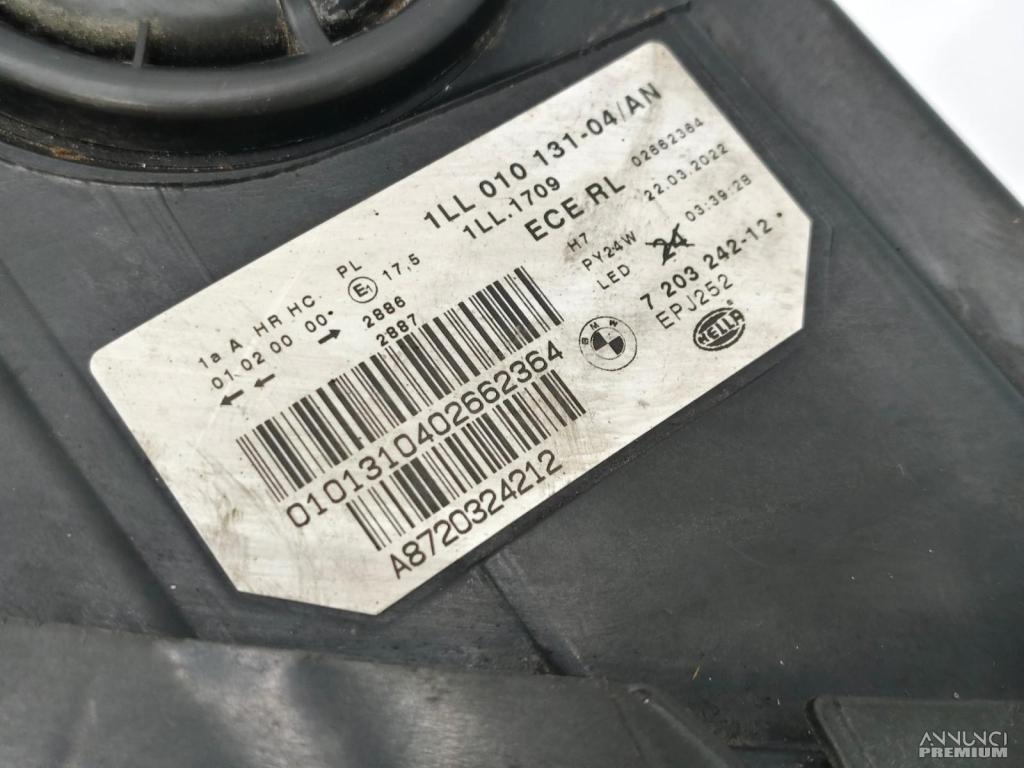 1LL 010 131-04/AN
1LL.1709
ECE RL
02662364
22.03.2022
03:39:28
H7
PY24W
LED
24
7 203 242-12
EPJ252
BMW
HELLA
PL
E1 17,5
1a A HR HC
01 02 00 00
2886
2887
0101310402662364
A8720324212
ANNUNCI
PREMIUM